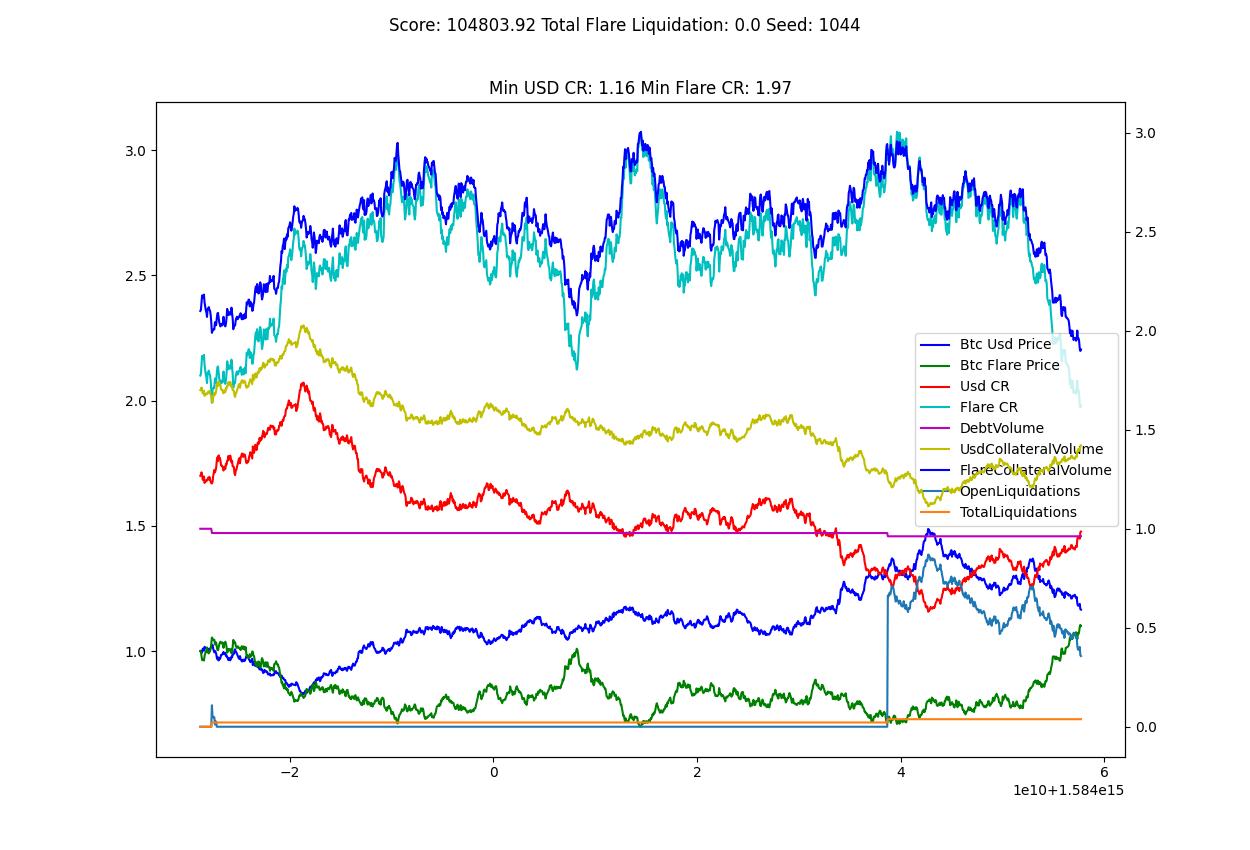 Score: 104803.92 Total Flare Liquidation: 0.0 Seed: 1044
Min USD CR: 1.16 Min Flare CR: 1.97
3.0
2.5
2.0
1.5
1.0
3.0
2.5
2.0
1.5
1.0
0.5
0.0
Btc Usd Price
Btc Flare Price
Usd CR
Flare CR
DebtVolume
UsdCollateralVolume
FlareCollateralVolume
OpenLiquidations
TotalLiquidations
−2 0 2 4 6
1e10+1.584e15